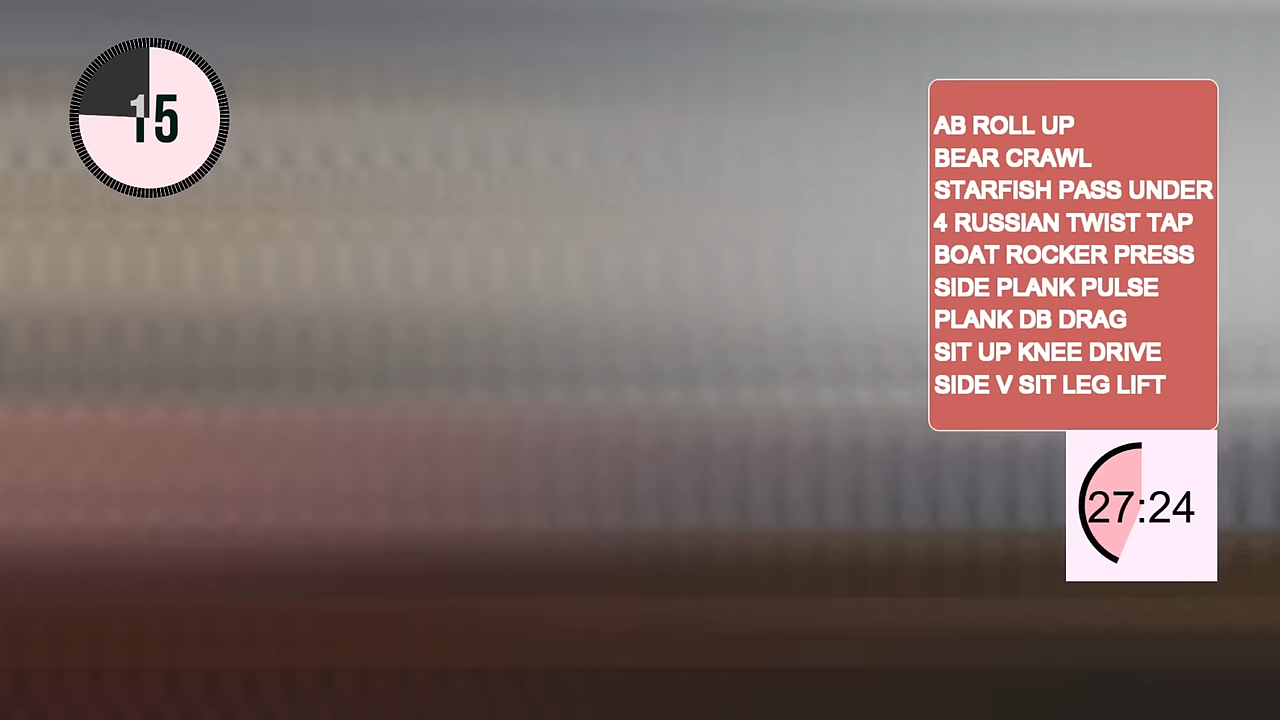 15
AB ROLL UP
BEAR CRAWL
STARFISH PASS UNDER
4 RUSSIAN TWIST TAP
BOAT ROCKER PRESS
SIDE PLANK PULSE
PLANK DB DRAG
SIT UP KNEE DRIVE
SIDE V SIT LEG LIFT
27:24